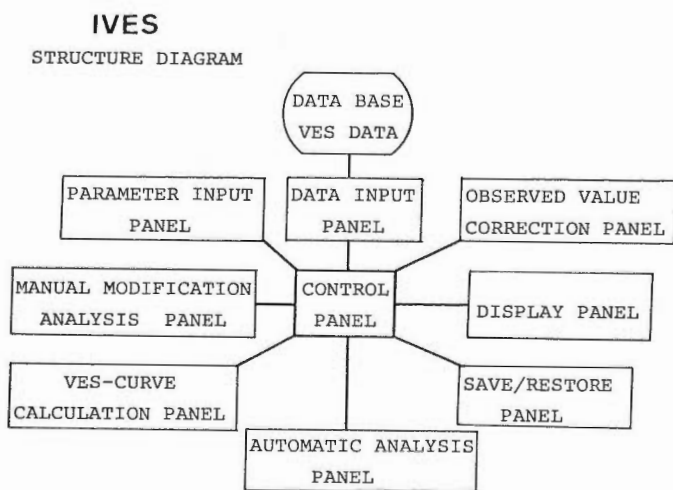 IVES
STRUCTURE DIAGRAM
DATA BASE
VES DATA
PARAMETER INPUT
PANEL
DATA INPUT
PANEL
OBSERVED VALUE
CORRECTION PANEL
MANUAL MODIFICATION
ANALYSIS PANEL
CONTROL
PANEL
DISPLAY PANEL
VES-CURVE
CALCULATION PANEL
SAVE/RESTORE
PANEL
AUTOMATIC ANALYSIS
PANEL